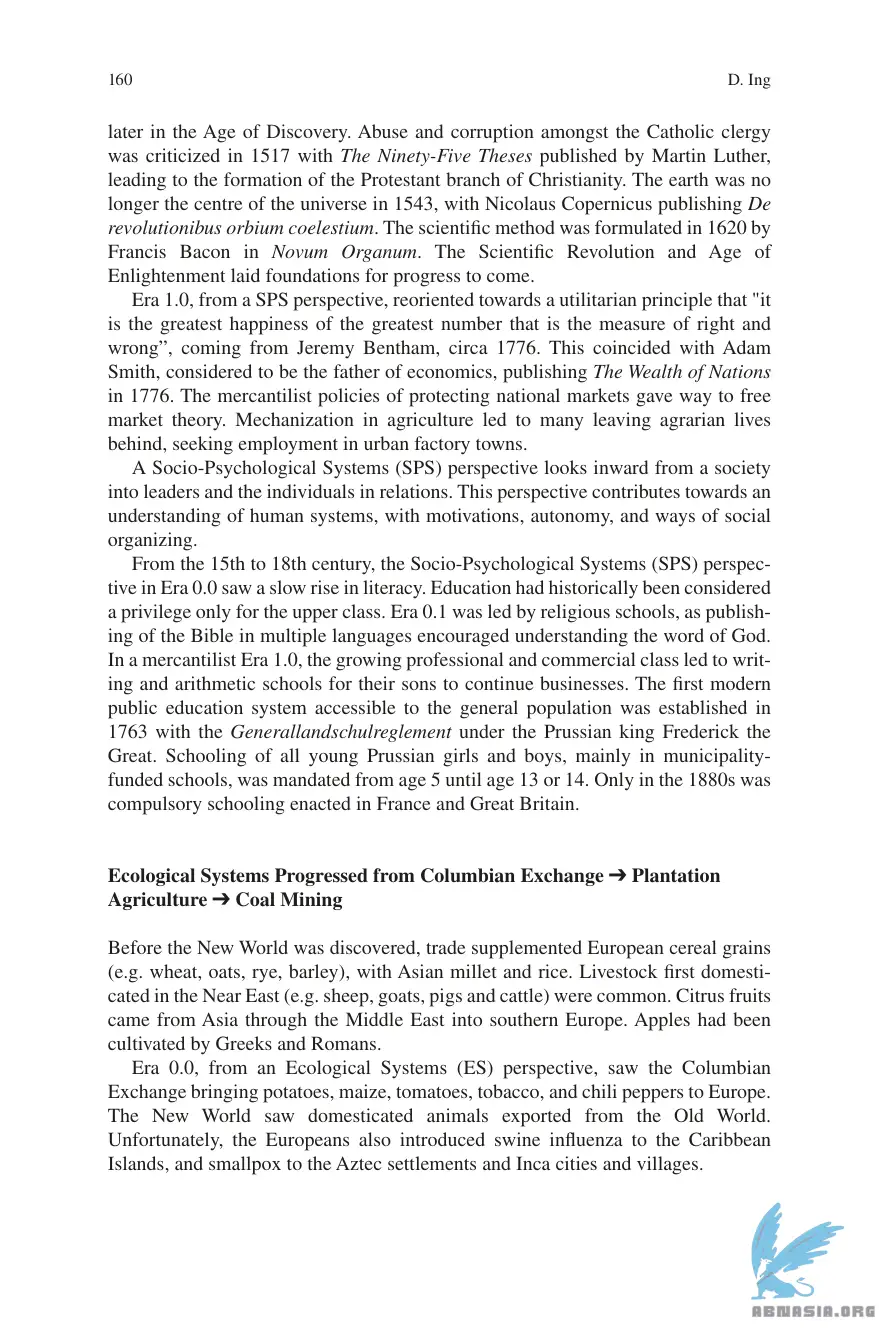 160
D. Ing
later in the Age of Discovery. Abuse and corruption amongst the Catholic clergy
was criticized in 1517 with The Ninety-Five Theses published by Martin Luther,
leading to the formation of the Protestant branch of Christianity. The earth was no
longer the centre of the universe in 1543, with Nicolaus Copernicus publishing De
revolutionibus orbium coelestium. The scientific method was formulated in 1620 by
Francis Bacon in Novum Organum. The Scientific Revolution and Age of
Enlightenment laid foundations for progress to come.
Era 1.0, from a SPS perspective, reoriented towards a utilitarian principle that "it
is the greatest happiness of the greatest number that is the measure of right and
wrong”, coming from Jeremy Bentham, circa 1776. This coincided with Adam
Smith, considered to be the father of economics, publishing The Wealth of Nations
in 1776. The mercantilist policies of protecting national markets gave way to free
market theory. Mechanization in agriculture led to many leaving agrarian lives
behind, seeking employment in urban factory towns.
A Socio-Psychological Systems (SPS) perspective looks inward from a society
into leaders and the individuals in relations. This perspective contributes towards an
understanding of human systems, with motivations, autonomy, and ways of social
organizing.
From the 15th to 18th century, the Socio-Psychological Systems (SPS) perspec-
tive in Era 0.0 saw a slow rise in literacy. Education had historically been considered
a privilege only for the upper class. Era 0.1 was led by religious schools, as publish-
ing of the Bible in multiple languages encouraged understanding the word of God.
In a mercantilist Era 1.0, the growing professional and commercial class led to writ-
ing and arithmetic schools for their sons to continue businesses. The first modern
public education system accessible to the general population was established in
1763 with the Generallandschulreglement under the Prussian king Frederick the
Great. Schooling of all young Prussian girls and boys, mainly in municipality-
funded schools, was mandated from age 5 until age 13 or 14. Only in the 1880s was
compulsory schooling enacted in France and Great Britain.
Ecological Systems Progressed from Columbian Exchange ➔ Plantation
Agriculture ➔ Coal Mining
Before the New World was discovered, trade supplemented European cereal grains
(e.g. wheat, oats, rye, barley), with Asian millet and rice. Livestock first domesti-
cated in the Near East (e.g. sheep, goats, pigs and cattle) were common. Citrus fruits
came from Asia through the Middle East into southern Europe. Apples had been
cultivated by Greeks and Romans.
Era 0.0, from an Ecological Systems (ES) perspective, saw the Columbian
Exchange bringing potatoes, maize, tomatoes, tobacco, and chili peppers to Europe.
The New World saw domesticated animals exported from the Old World.
Unfortunately, the Europeans also introduced swine influenza to the Caribbean
Islands, and smallpox to the Aztec settlements and Inca cities and villages.
ABNASIA.ORG